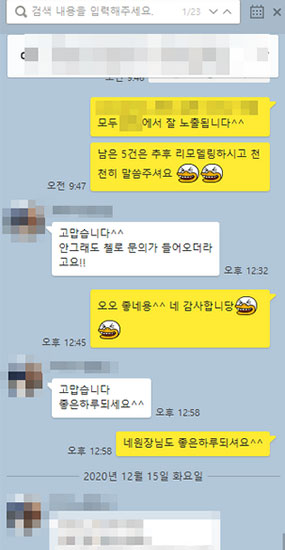 검색 내용을 입력해주세요. 1/23
오전 9:46
모두 에서 잘 노출됩니다^^
남은 5건은 추후 리모델링하시고 천
천히 말씀주셔요
오전 9:47
고맙습니다^^
안그래도 첼로 문의가 들어오더라
고요!!
오후 12:32
오오 좋네용^^ 네 감사합니당
오후 12:45
고맙습니다
좋은하루되세요^^
오후 12:58
네원장님도 좋은하루되셔요^^
오후 12:58
2020년 12월 15일 화요일